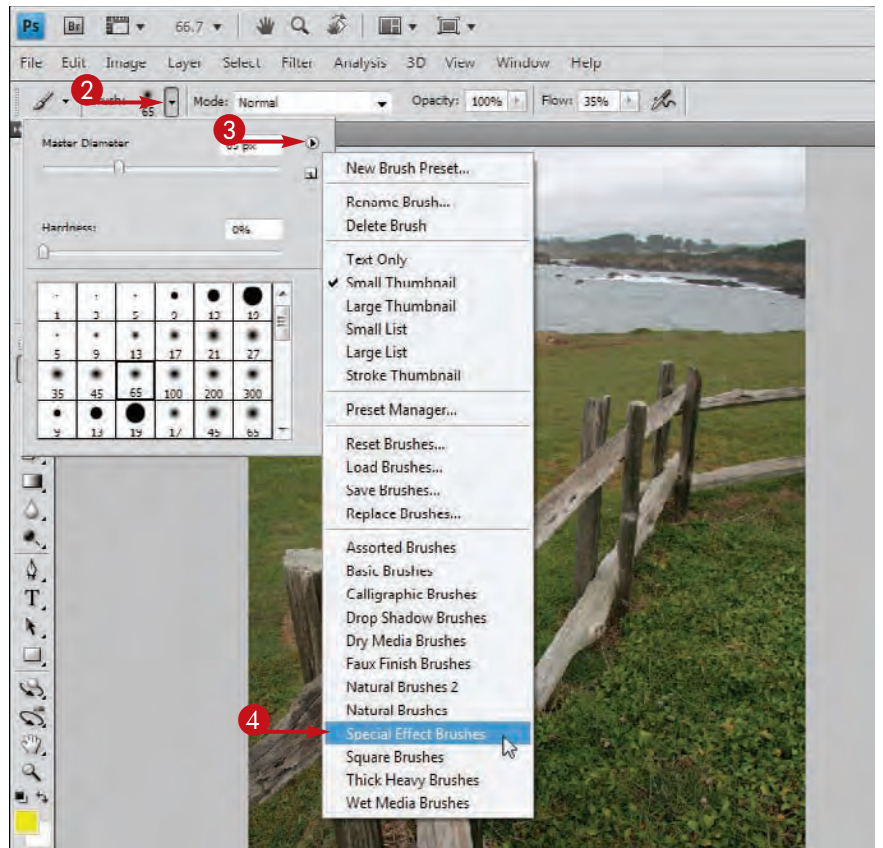 Ps Br 66.7
File Edit Image Layer Select Filter Analysis 3D View Window Help
2
Brush: 65 Mode: Normal Opacity: 100% Flow: 35%
3
Master Diameter 65 px
Hardness: 0%
1 3 5 9 13 19
5 9 13 17 21 27
35 45 65 100 200 300
9 13 19 17 45 65
New Brush Preset...
Rename Brush...
Delete Brush
Text Only
Small Thumbnail
Large Thumbnail
Small List
Large List
Stroke Thumbnail
Preset Manager...
Reset Brushes...
Load Brushes...
Save Brushes...
Replace Brushes...
Assorted Brushes
Basic Brushes
Calligraphic Brushes
Drop Shadow Brushes
Dry Media Brushes
Faux Finish Brushes
Natural Brushes 2
Natural Brushes
4
Special Effect Brushes
Square Brushes
Thick Heavy Brushes
Wet Media Brushes
T